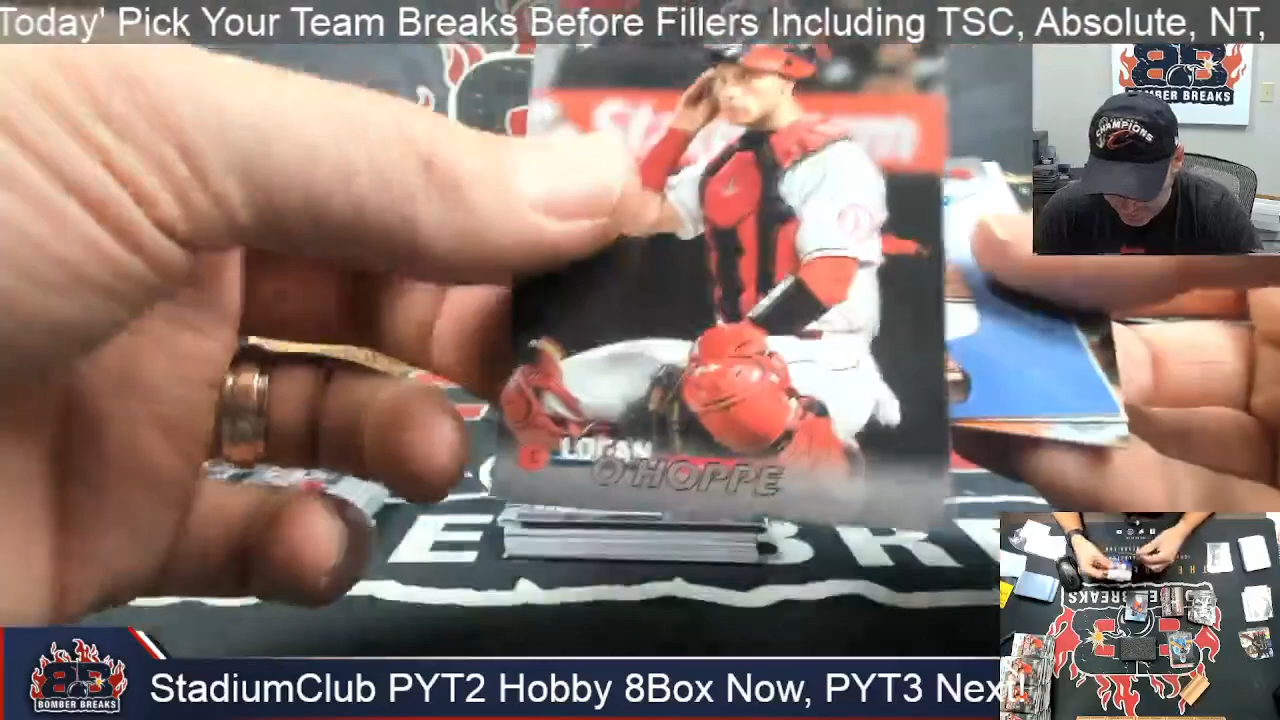 Today' Pick Your Team Breaks Before Fillers Including TSC, Absolute, NT,
BOMBER BREAKS
CHAMPIONS
LOGAN
O'HOPPE
BOMBER BREAKS
StadiumClub PYT2 Hobby 8Box Now, PYT3 Nex